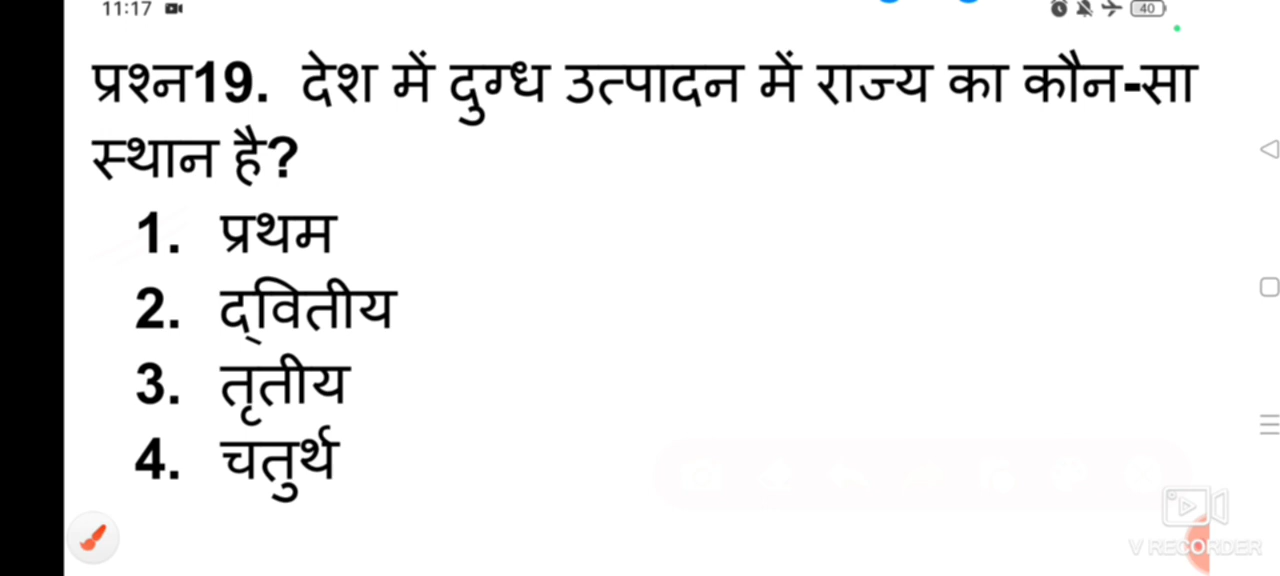 11:17 40
प्रश्न19. देश में दुग्ध उत्पादन में राज्य का कौन-सा
स्थान है?
1. प्रथम
2. द्वितीय
3. तृतीय
4. चतुर्थ
V RECORDER